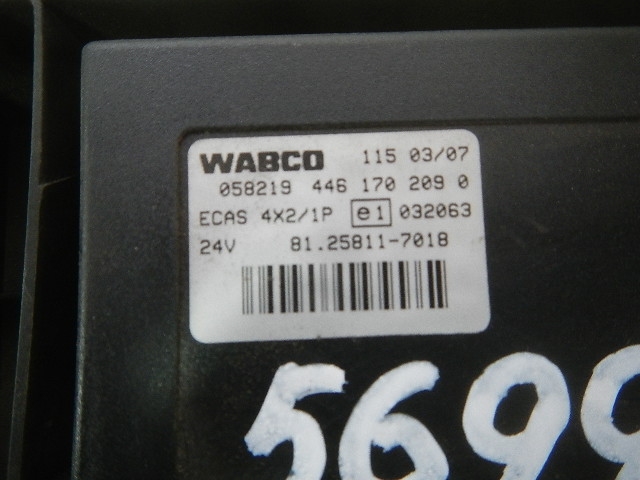 WABCO 115 03/07
058219 446 170 209 0
ECAS 4X2/1P e1 032063
24V 81.25811-7018
5699